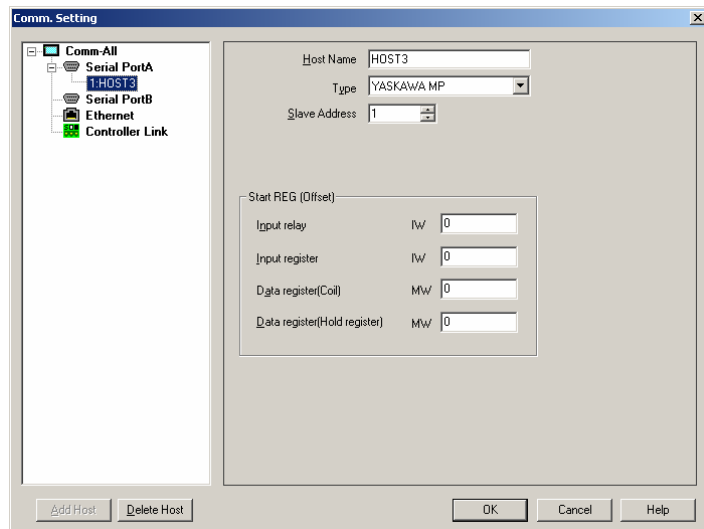 Comm. Setting
Comm-All
Serial PortA
1:HOST3
Serial PortB
Ethernet
Controller Link
Host Name HOST3
Type YASKAWA MP
Slave Address 1
Start REG (Offset)
Input relay IW 0
Input register IW 0
Data register(Coil) MW 0
Data register(Hold register) MW 0
Add Host Delete Host OK Cancel Help